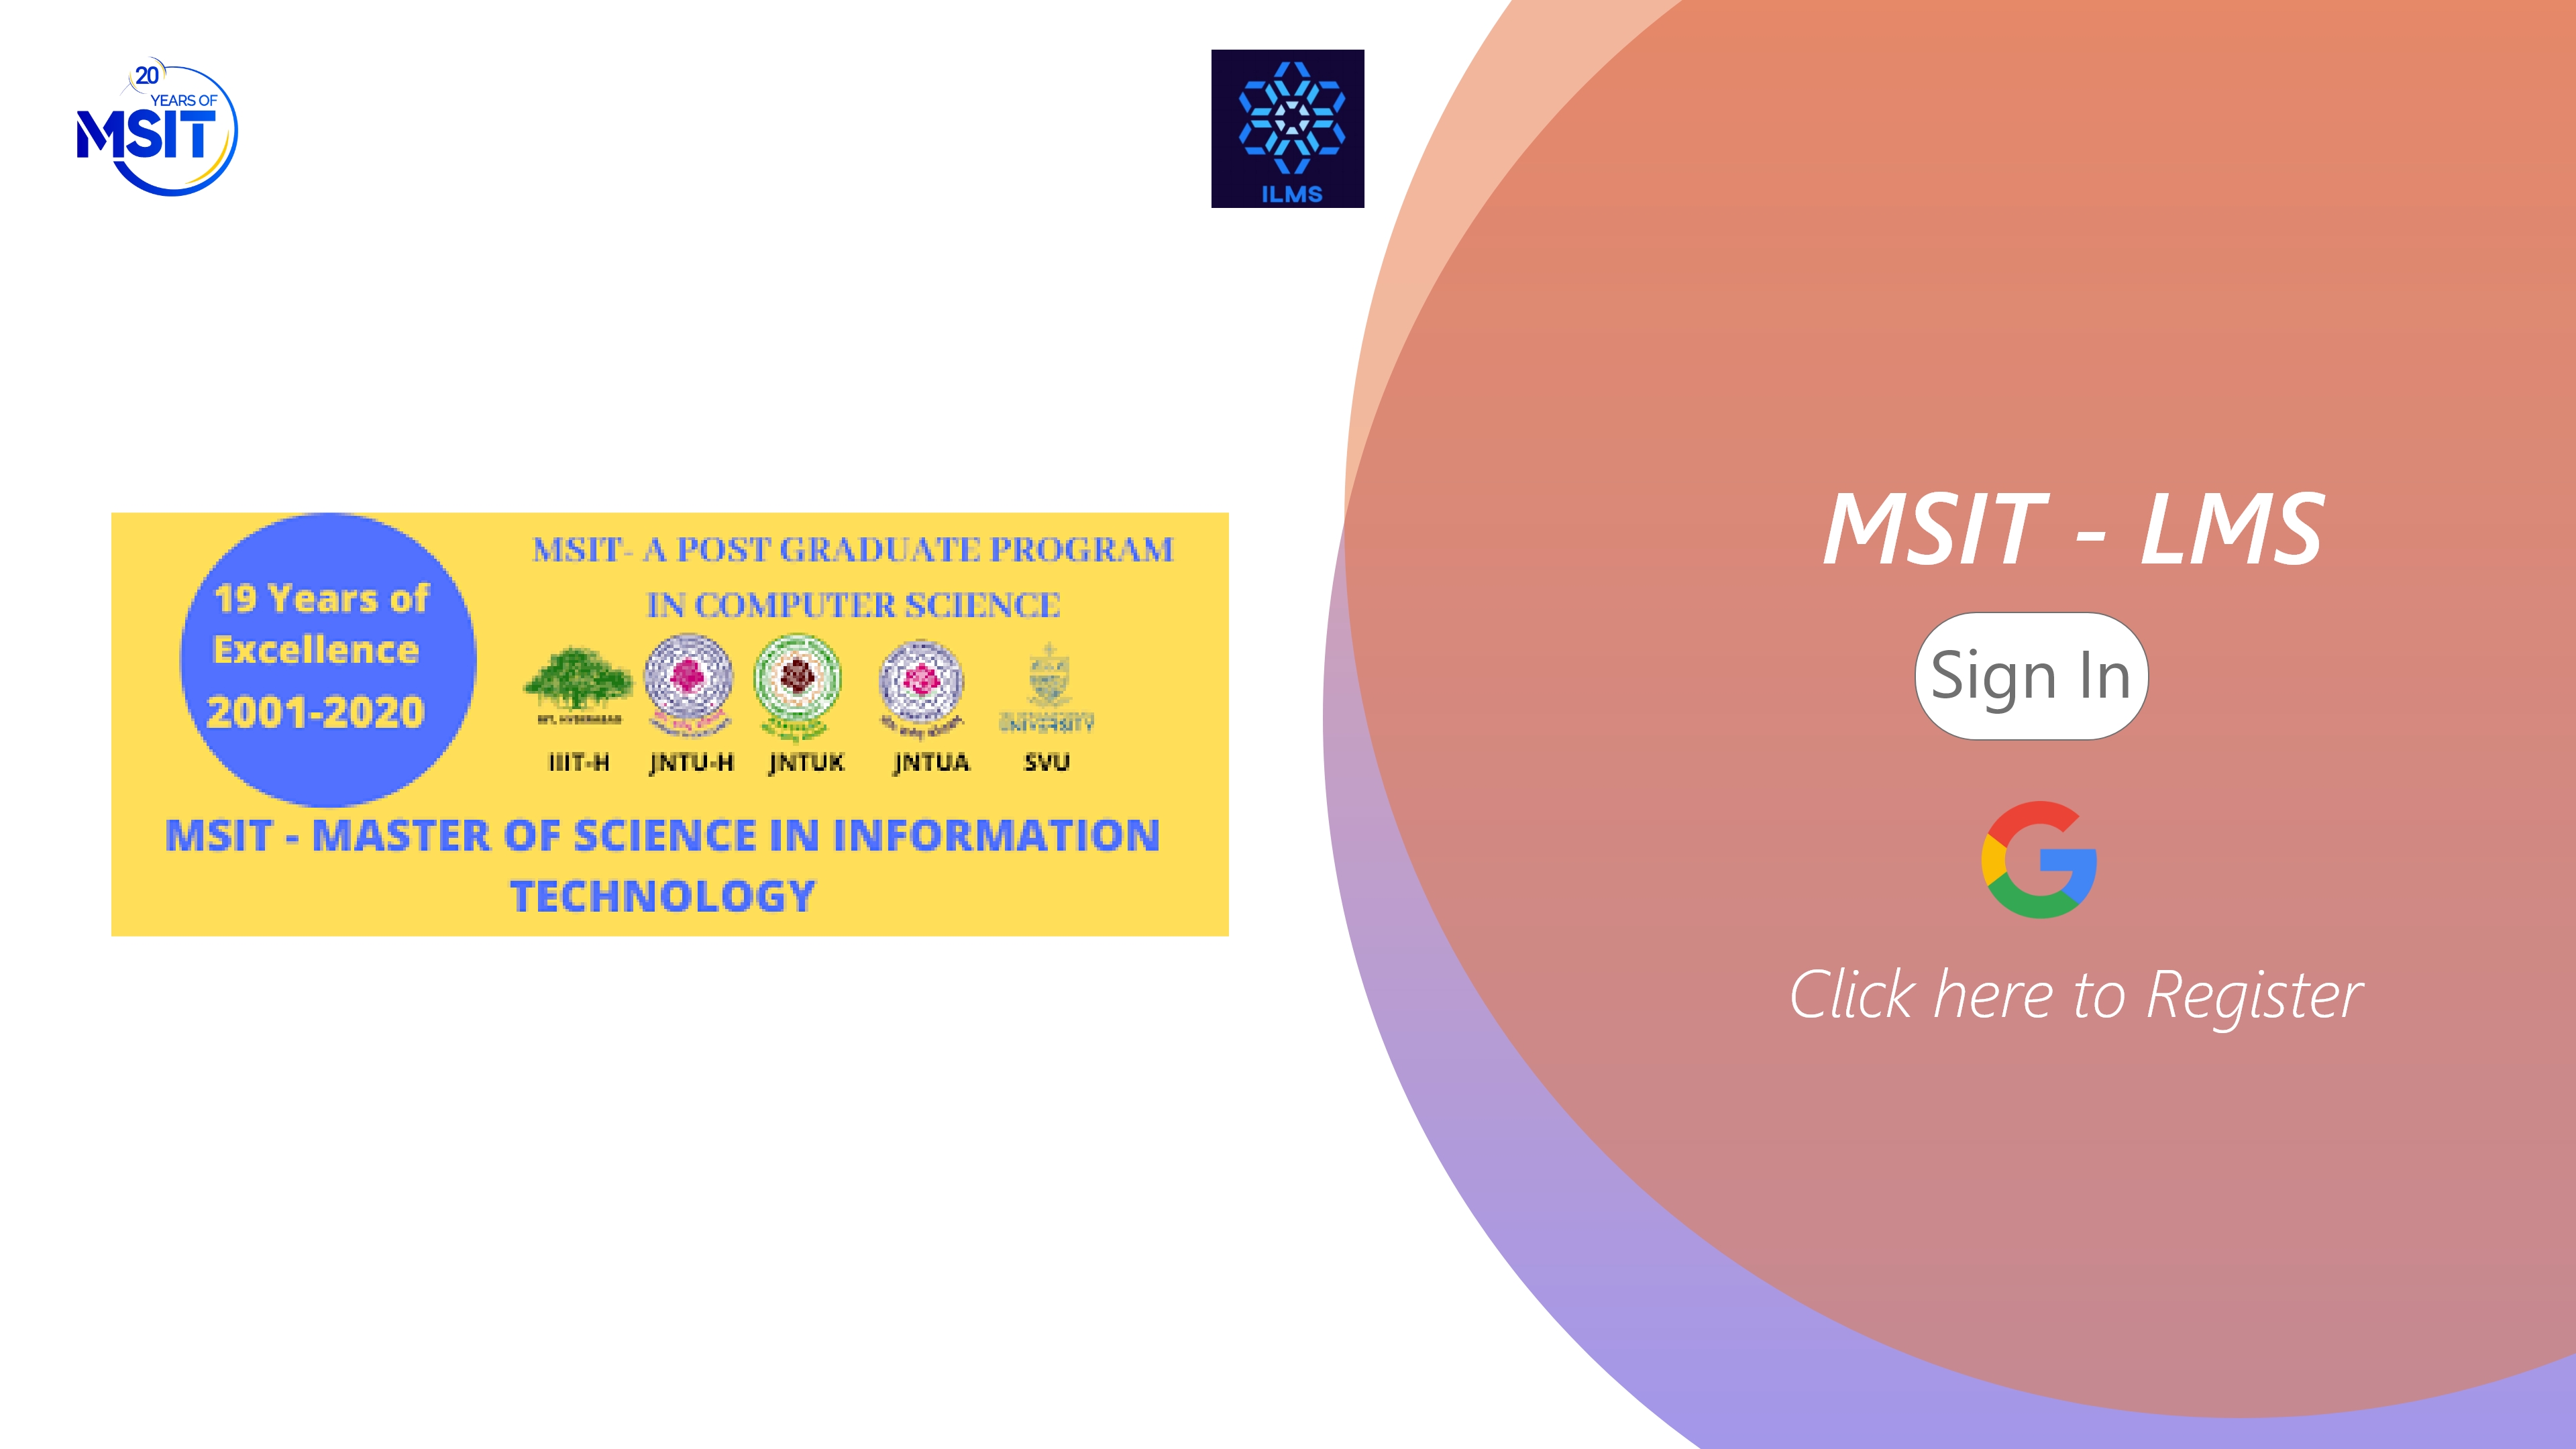 20
YEARS OF
MSIT
ILMS
19 Years of
Excellence
2001-2020
MSIT- A POST GRADUATE PROGRAM
IN COMPUTER SCIENCE
UNIVERSITY
IIIT-H JNTU-H JNTUK JNTUA SVU
MSIT - MASTER OF SCIENCE IN INFORMATION
TECHNOLOGY
MSIT - LMS
Sign In
Click here to Register